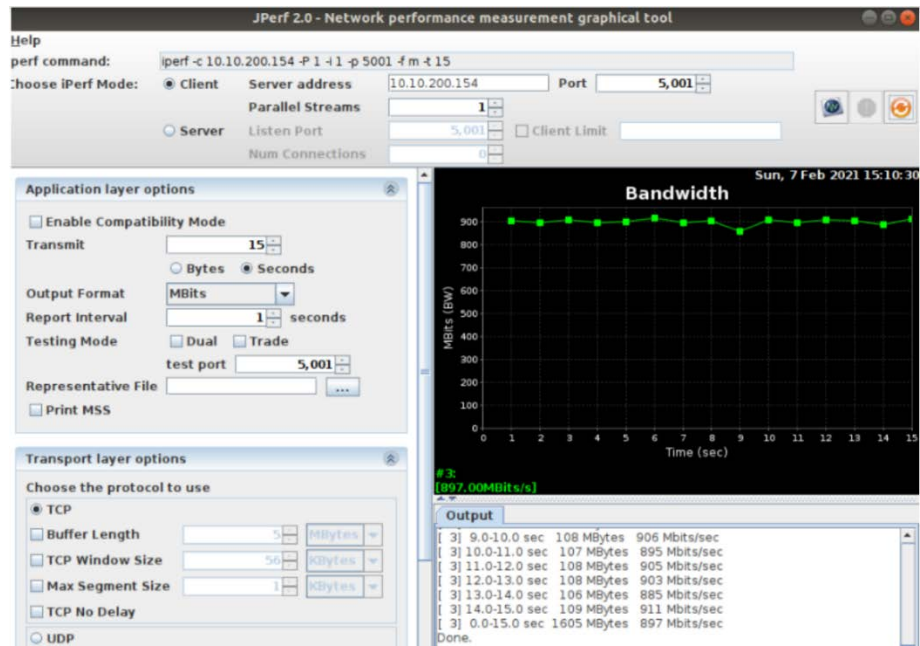 JPerf 2.0 - Network performance measurement graphical tool
Help
perf command: iperf -c 10.10.200.154 -P 1 -i 1 -p 5001 -f m -t 15
Choose iPerf Mode: Client Server address 10.10.200.154 Port 5,001
Parallel Streams 1
Server Listen Port 5,001 Client Limit
Num Connections 0
Application layer options
Enable Compatibility Mode
Transmit 15
Bytes Seconds
Output Format MBits
Report Interval 1 seconds
Testing Mode Dual Trade
test port 5,001
Representative File ...
Print MSS
Transport layer options
Choose the protocol to use
TCP
Buffer Length 5 MBytes
TCP Window Size 56 KBytes
Max Segment Size 1 KBytes
TCP No Delay
UDP
Sun, 7 Feb 2021 15:10:30
Bandwidth
MBits (BW)
900
800
700
600
500
400
300
200
100
0
0 1 2 3 4 5 6 7 8 9 10 11 12 13 14 15
Time (sec)
#3:
[897.00MBits/s]
Output
[ 3] 9.0-10.0 sec 108 MBytes 906 Mbits/sec
[ 3] 10.0-11.0 sec 107 MBytes 895 Mbits/sec
[ 3] 11.0-12.0 sec 108 MBytes 905 Mbits/sec
[ 3] 12.0-13.0 sec 108 MBytes 903 Mbits/sec
[ 3] 13.0-14.0 sec 106 MBytes 885 Mbits/sec
[ 3] 14.0-15.0 sec 109 MBytes 911 Mbits/sec
[ 3] 0.0-15.0 sec 1605 MBytes 897 Mbits/sec
Done.